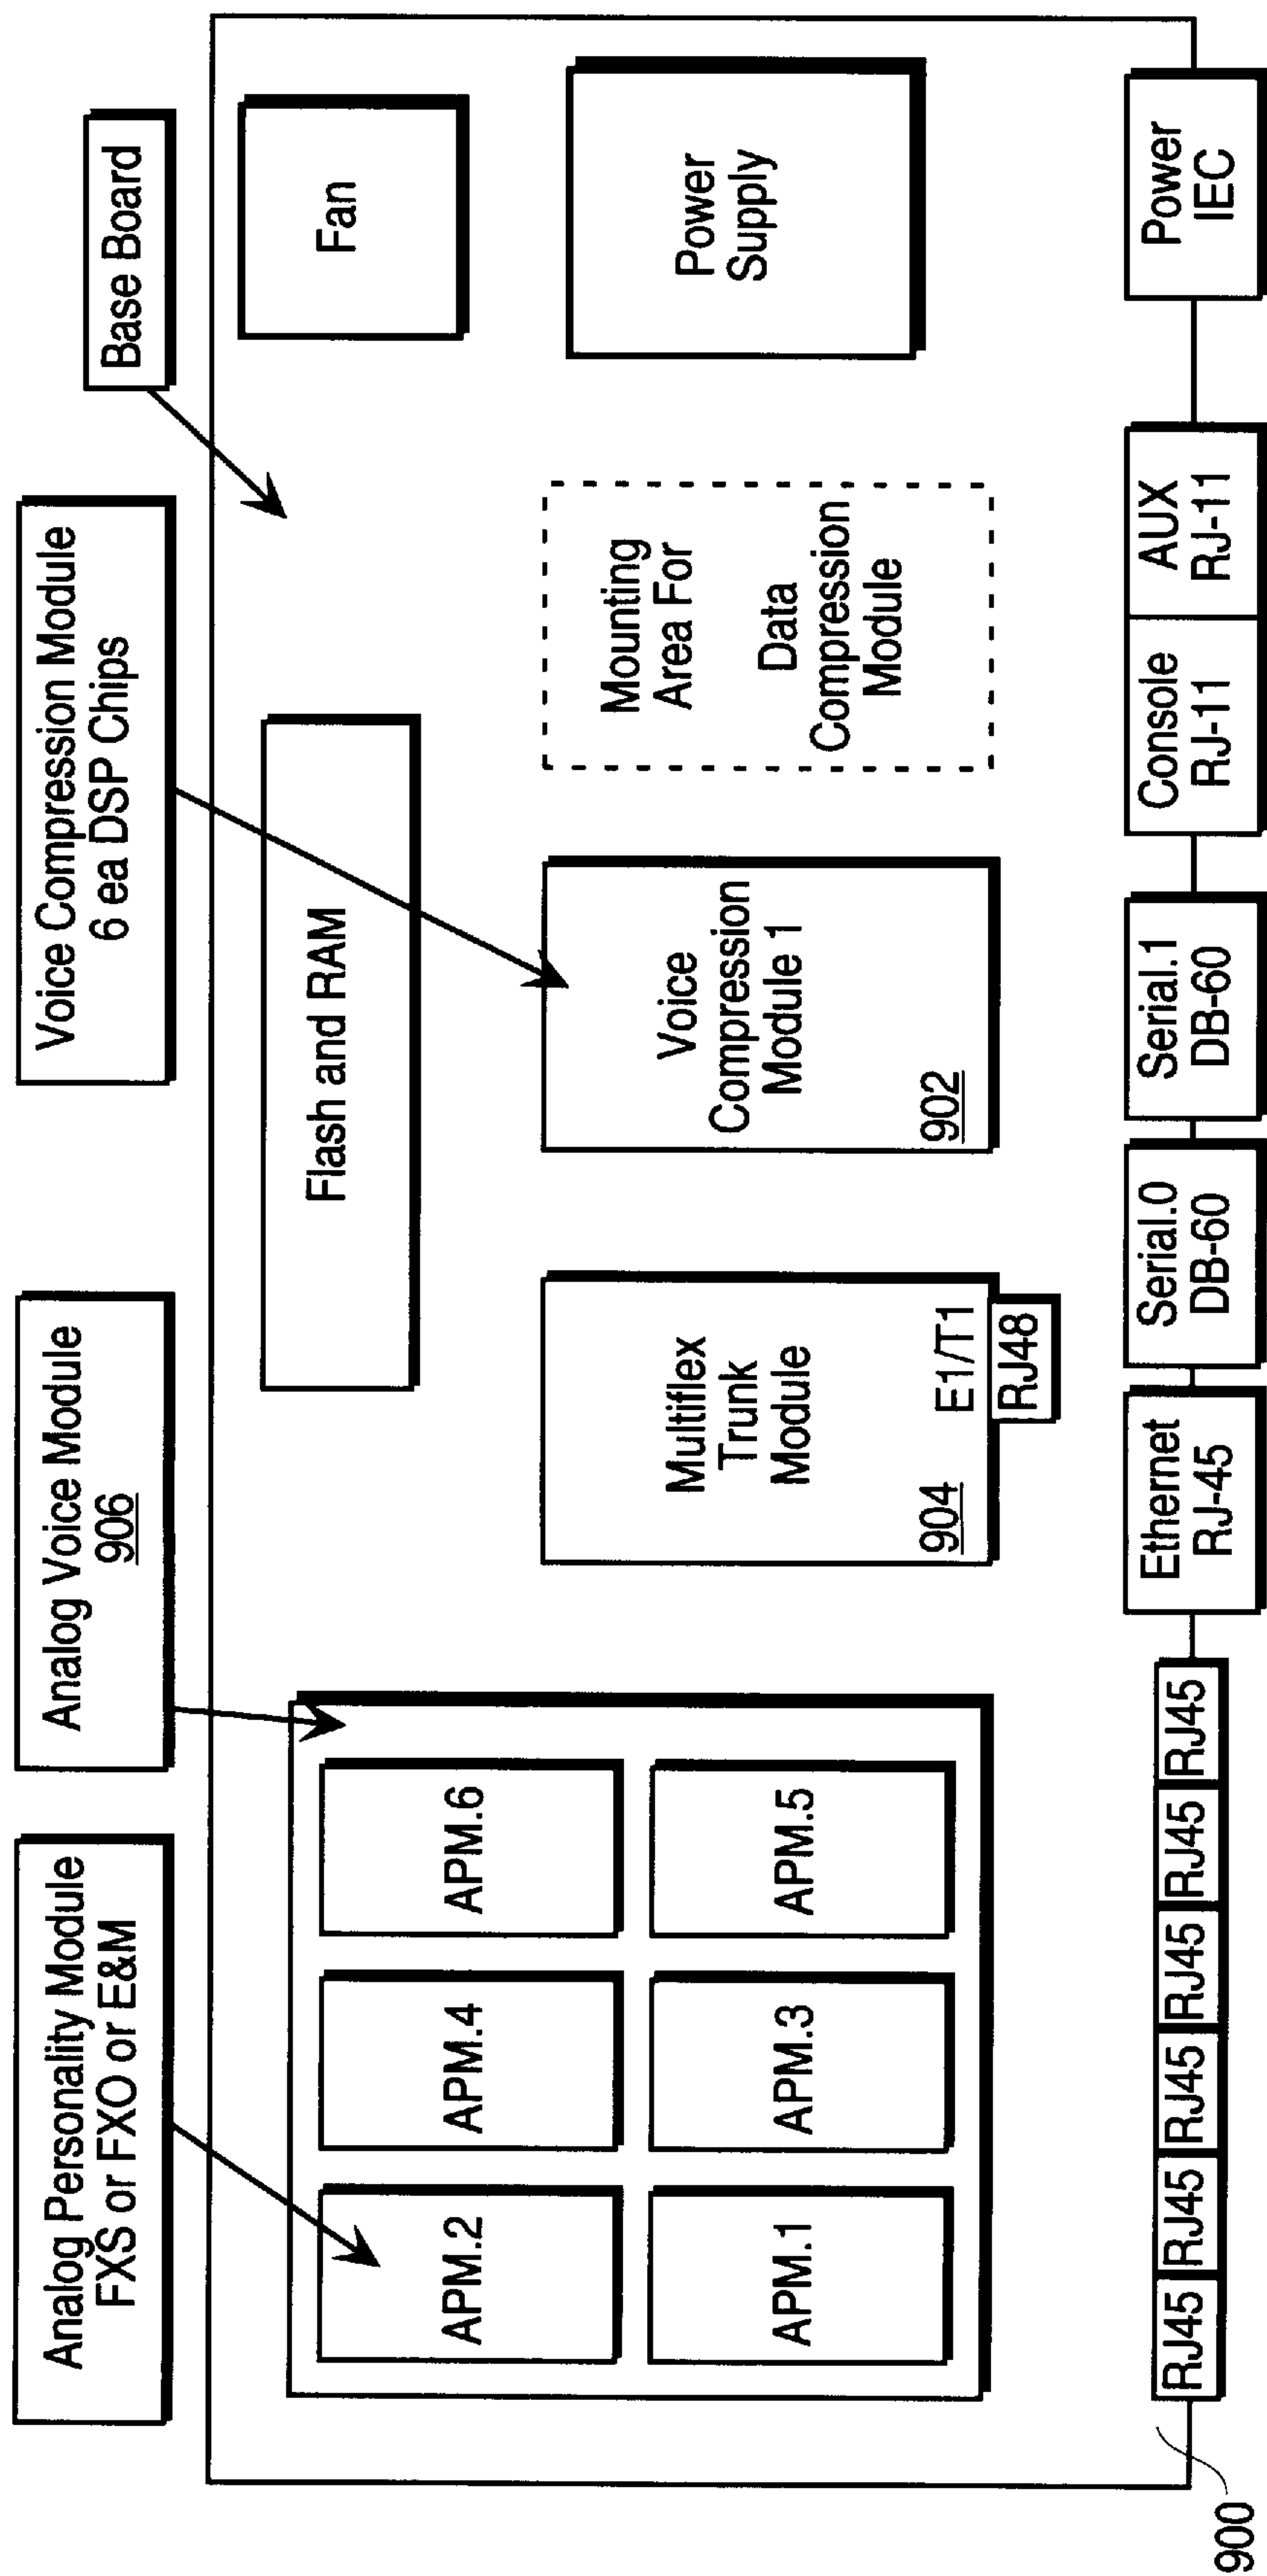 Analog Personality Module
FXS or FXO or E&M
Analog Voice Module
906
Voice Compression Module
6 ea DSP Chips
Base Board
APM.2
APM.4
APM.6
APM.1
APM.3
APM.5
Flash and RAM
Fan
Multiflex
Trunk
Module
904
E1/T1
RJ48
Voice
Compression
Module 1
902
Mounting
Area For
Data
Compression
Module
Power
Supply
RJ45
RJ45
RJ45
RJ45
RJ45
RJ45
Ethernet
RJ-45
Serial.0
DB-60
Serial.1
DB-60
Console
RJ-11
AUX
RJ-11
Power
IEC
900